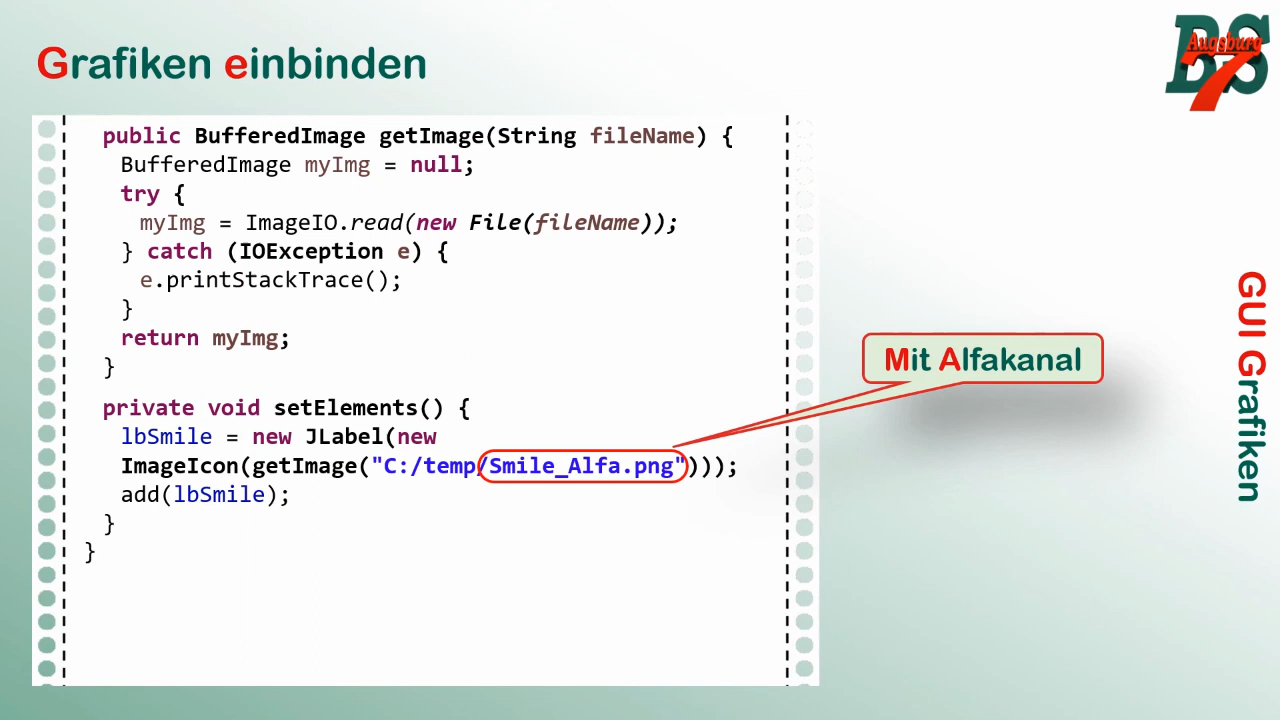 Grafiken einbinden
BS
Augsburg
7
public BufferedImage getImage(String fileName) {
BufferedImage myImg = null;
try {
myImg = ImageIO.read(new File(fileName));
} catch (IOException e) {
e.printStackTrace();
}
return myImg;
}
private void setElements() {
lbSmile = new JLabel(new
ImageIcon(getImage("C:/temp/Smile_Alfa.png")));
add(lbSmile);
}
}
Mit Alfakanal
GUI Grafiken